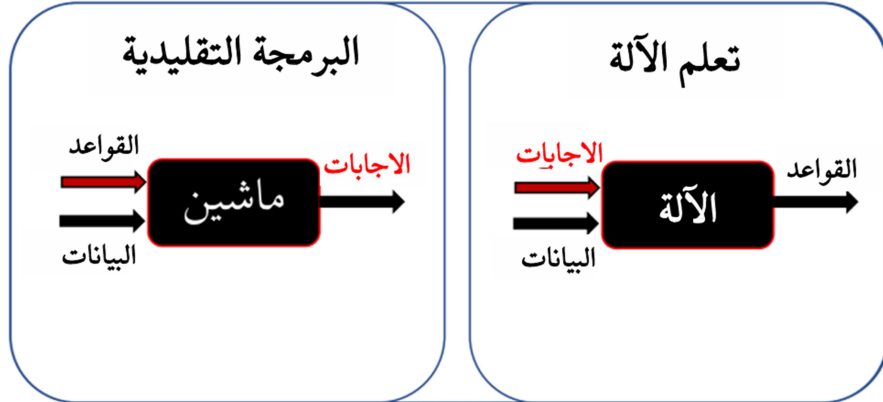 تعلم الآلة
الاجابات
البيانات
الآلة
القواعد
البرمجة التقليدية
القواعد
البيانات
ماشين
الاجابات